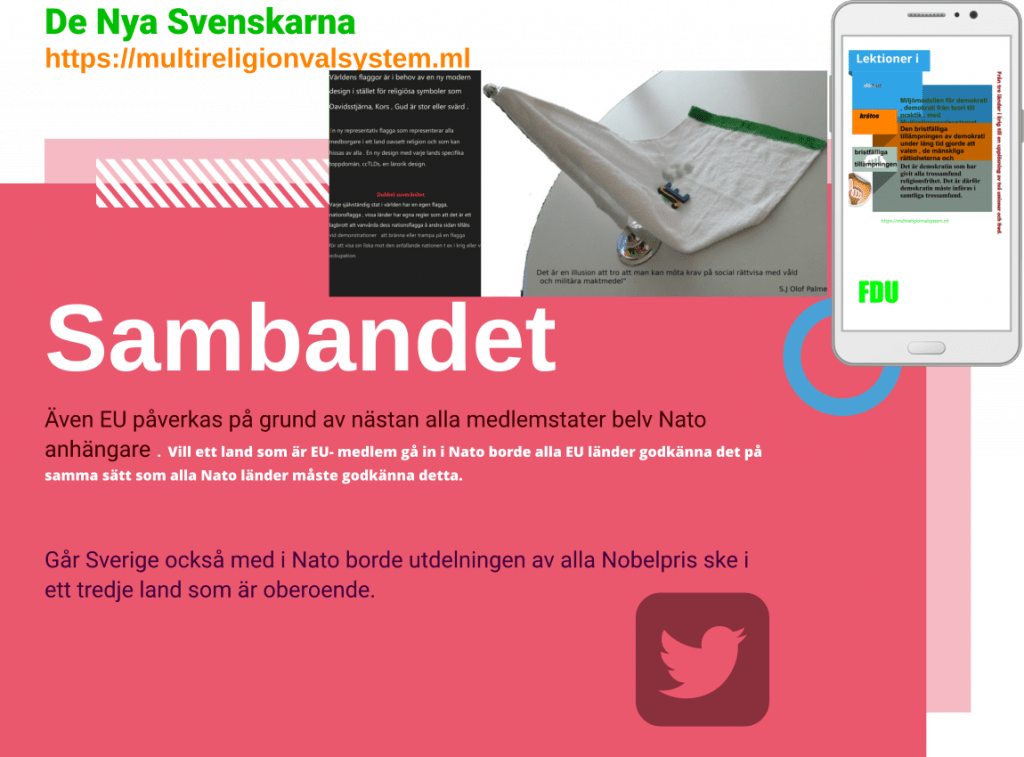 De Nya Svenskarna
https://multireligionvalsystem.ml
Världens flaggor är i behov av en ny modern
design i stället för religiösa symboler som
Davidsstjärna, Kors , Gud är stor eller svärd .
En ny representativ flagga som representerar alla
medborgare i ett land oavsett religion och som kan
hissas av alla . En ny design med varje lands specifika
toppdomän, ccTLDs, en länorik design.
Dubbel suveränitet
Varje självständig stat i världen har en egen flagga,
nationsflagga , vissa länder har egna regler som att det är ett
lagbrott att vanvårda dess nationsflagga å andra sidan tillåts
vid demonstrationer att bränna eller trampa på en flagga
för att visa sin ilska mot den anfallande nationen t ex i krig eller v
ockupation.
Det är en illusion att tro att man kan möta krav på social rättvisa med våld
och militära maktmedel"
S.J Olof Palme
Lektioner i
Miljömodellen för demokrati
, demokrati från teori till
praktik , med
Den bristfälliga
tillämpningen av demokrati
under lång tid gjorde att
valen , de mänskliga
rättigheterna och
bristfälliga
tillämpningen
Det är demokratin som har
givit alla trossamfund
religionsfrihet. Det är därför
demokratin måste införas i
samtliga trossamfund.
Från tre länder i krig till en upplösning av två unioner och fred.
https://multireligionvalsystem.ml
FDU
Sambandet
Även EU påverkas på grund av nästan alla medlemstater belv Nato
anhängare . Vill ett land som är EU- medlem gå in i Nato borde alla EU länder godkänna det på
samma sätt som alla Nato länder måste godkänna detta.
Går Sverige också med i Nato borde utdelningen av alla Nobelpris ske i
ett tredje land som är oberoende.